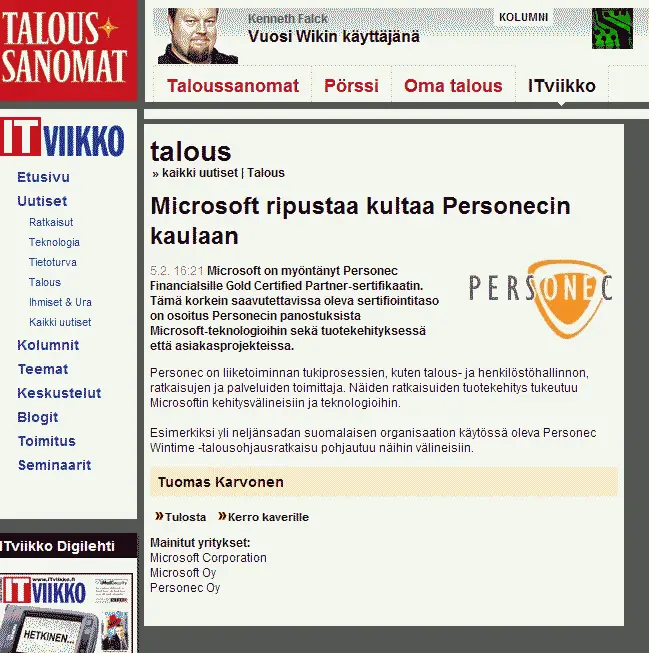 TALOUS
SANOMAT
Kenneth Falck
Vuosi Wikin käyttäjänä
KOLUMNI
Taloussanomat
Pörssi
Oma talous
ITviikko
ITVIIKKO
Etusivu
Uutiset
Ratkaisut
Teknologia
Tietoturva
Talous
Ihmiset & Ura
Kaikki uutiset
Kolumnit
Teemat
Keskustelut
Blogit
Toimitus
Seminaarit
ITviikko Digilehti
www.ITviikko.fi
ITVIIKKO
HETKINEN...
talous
» kaikki uutiset | Talous
Microsoft ripustaa kultaa Personecin
kaulaan
5.2. 16:21 Microsoft on myöntänyt Personec
Financialsille Gold Certified Partner-sertifikaatin.
Tämä korkein saavutettavissa oleva sertifiointitaso
on osoitus Personecin panostuksista
Microsoft-teknologioihin sekä tuotekehityksessä
että asiakasprojekteissa.
PERSONEC
Personec on liiketoiminnan tukiprosessien, kuten talous- ja henkilöstöhallinnon,
ratkaisujen ja palveluiden toimittaja. Näiden ratkaisuiden tuotekehitys tukeutuu
Microsoftin kehitysvälineisiin ja teknologioihin.
Esimerkiksi yli neljänsadan suomalaisen organisaation käytössä oleva Personec
Wintime -talousohjausratkaisu pohjautuu näihin välineisiin.
Tuomas Karvonen
»Tulosta »Kerro kaverille
Mainitut yritykset:
Microsoft Corporation
Microsoft Oy
Personec Oy